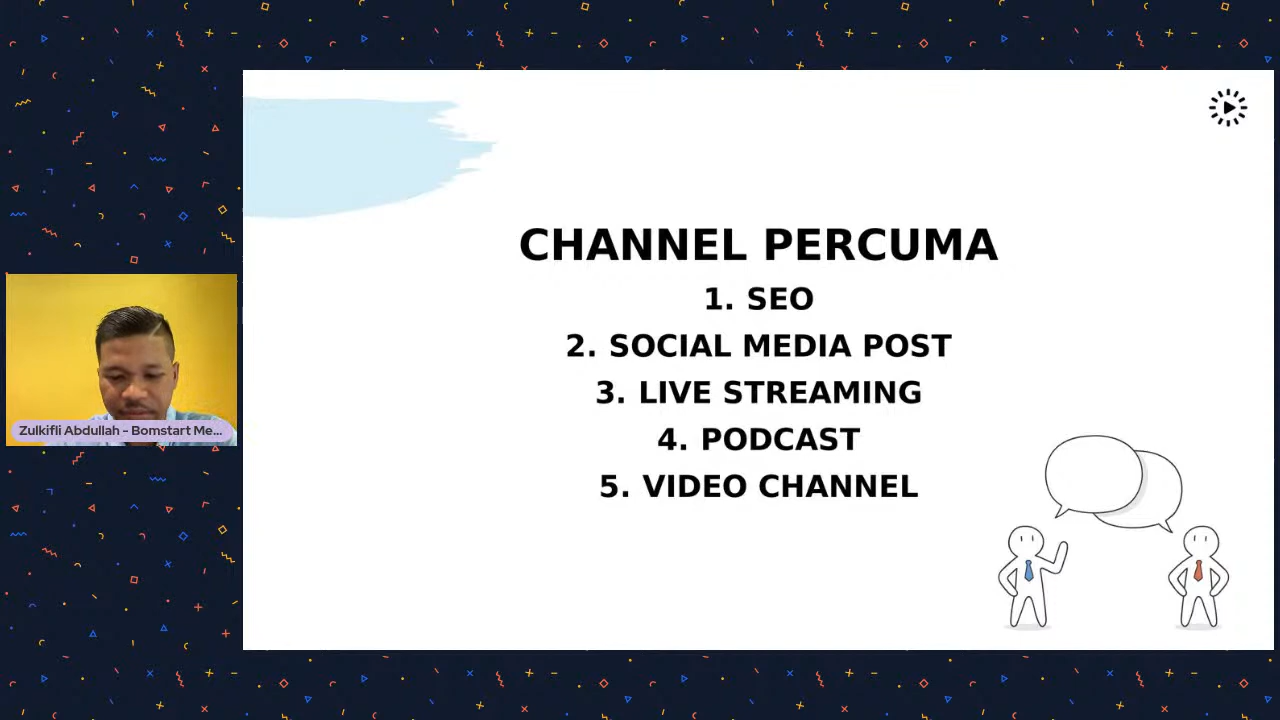 CHANNEL PERCUMA
1. SEO
2. SOCIAL MEDIA POST
3. LIVE STREAMING
4. PODCAST
5. VIDEO CHANNEL
Zulkifli Abdullah - Bomstart Me...